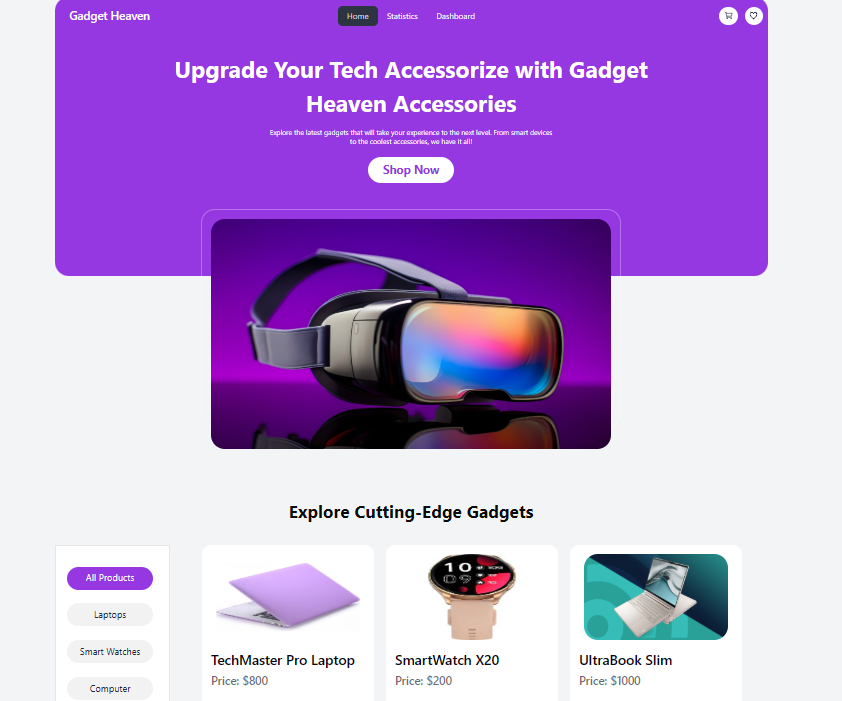 Gadget Heaven
Home
Statistics
Dashboard
Upgrade Your Tech Accessorize with Gadget
Heaven Accessories
Explore the latest gadgets that will take your experience to the next level. From smart devices
to the coolest accessories, we have it all!
Shop Now
Explore Cutting-Edge Gadgets
All Products
Laptops
Smart Watches
Computer
10
TechMaster Pro Laptop
Price: $800
SmartWatch X20
Price: $200
UltraBook Slim
Price: $1000